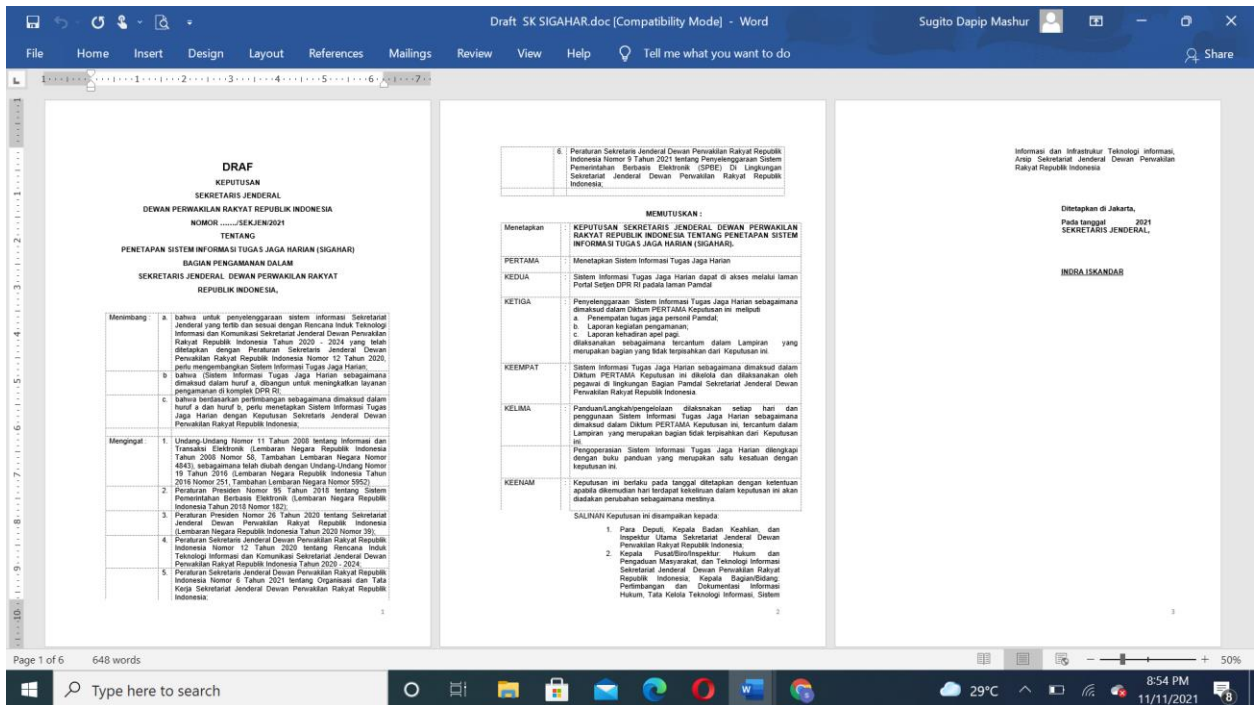 Draft SK SIGAHAR.doc [Compatibility Mode] - Word
Sugito Dapip Mashur
File Home Insert Design Layout References Mailings Review View Help Tell me what you want to do
Share
DRAF
KEPUTUSAN
SEKRETARIS JENDERAL
DEWAN PERWAKILAN RAKYAT REPUBLIK INDONESIA
NOMOR ......./SEKJEN/2021
TENTANG
PENETAPAN SISTEM INFORMASI TUGAS JAGA HARIAN (SIGAHAR)
BAGIAN PENGAMANAN DALAM
SEKRETARIS JENDERAL DEWAN PERWAKILAN RAKYAT
REPUBLIK INDONESIA,
Menimbang : a. bahwa untuk penyelenggaraan sistem informasi Sekretariat
Jenderal yang tertib dan sesuai dengan Rencana Induk Teknologi
Informasi dan Komunikasi Sekretariat Jenderal Dewan Perwakilan
Rakyat Republik Indonesia Tahun 2020 - 2024 yang telah
ditetapkan dengan Peraturan Sekretaris Jenderal Dewan
Perwakilan Rakyat Republik Indonesia Nomor 12 Tahun 2020,
perlu mengembangkan Sistem Informasi Tugas Jaga Harian;
b bahwa (Sistem Informasi Tugas Jaga Harian sebagaimana
dimaksud dalam huruf a, dibangun untuk meningkatkan layanan
pengamanan di komplek DPR RI;
c. bahwa berdasarkan pertimbangan sebagaimana dimaksud dalam
huruf a dan huruf b, perlu menetapkan Sistem Informasi Tugas
Jaga Harian dengan Keputusan Sekretaris Jenderal Dewan
Perwakilan Rakyat Republik Indonesia;
Mengingat : 1. Undang-Undang Nomor 11 Tahun 2008 tentang Informasi dan
Transaksi Elektronik (Lembaran Negara Republik Indonesia
Tahun 2008 Nomor 58, Tambahan Lembaran Negara Nomor
4843), sebagaimana telah diubah dengan Undang-Undang Nomor
19 Tahun 2016 (Lembaran Negara Republik Indonesia Tahun
2016 Nomor 251, Tambahan Lembaran Negara Nomor 5952)
2. Peraturan Presiden Nomor 95 Tahun 2018 tentang Sistem
Pemerintahan Berbasis Elektronik (Lembaran Negara Republik
Indonesia Tahun 2018 Nomor 182);
3. Peraturan Presiden Nomor 26 Tahun 2020 tentang Sekretariat
Jenderal Dewan Perwakilan Rakyat Republik Indonesia
(Lembaran Negara Republik Indonesia Tahun 2020 Nomor 39);
4. Peraturan Sekretaris Jenderal Dewan Perwakilan Rakyat Republik
Indonesia Nomor 12 Tahun 2020 tentang Rencana Induk
Teknologi Informasi dan Komunikasi Sekretariat Jenderal Dewan
Perwakilan Rakyat Republik Indonesia Tahun 2020 - 2024;
5. Peraturan Sekretaris Jenderal Dewan Perwakilan Rakyat Republik
Indonesia Nomor 6 Tahun 2021 tentang Organisasi dan Tata
Kerja Sekretariat Jenderal Dewan Perwakilan Rakyat Republik
Indonesia;
1
6. Peraturan Sekretaris Jenderal Dewan Perwakilan Rakyat Republik
Indonesia Nomor 9 Tahun 2021 tentang Penyelenggaraan Sistem
Pemerintahan Berbasis Elektronik (SPBE) Di Lingkungan
Sekretariat Jenderal Dewan Perwakilan Rakyat Republik
Indonesia;
MEMUTUSKAN :
Menetapkan : KEPUTUSAN SEKRETARIS JENDERAL DEWAN PERWAKILAN
RAKYAT REPUBLIK INDONESIA TENTANG PENETAPAN SISTEM
INFORMASI TUGAS JAGA HARIAN (SIGAHAR).
PERTAMA : Menetapkan Sistem Informasi Tugas Jaga Harian
KEDUA : Sistem Informasi Tugas Jaga Harian dapat di akses melalui laman
Portal Setjen DPR RI padala laman Pamdal
KETIGA : Penyelenggaraan Sistem Informasi Tugas Jaga Harian sebagaimana
dimaksud dalam Diktum PERTAMA Keputusan ini meliputi
a. Penempatan tugas jaga personil Pamdal;
b. Laporan kegiatan pengamanan;
c. Laporan kehadiran apel pagi.
dilaksanakan sebagaimana tercantum dalam Lampiran yang
merupakan bagian yang tidak terpisahkan dari Keputusan ini.
KEEMPAT : Sistem Informasi Tugas Jaga Harian sebagaimana dimaksud dalam
Diktum PERTAMA Keputusan ini dikelola dan dilaksanakan oleh
pegawai di lingkungan Bagian Pamdal Sekretariat Jenderal Dewan
Perwakilan Rakyat Republik Indonesia.
KELIMA : Panduan/Langkah/pengelolaan dilaksnakan setiap hari dan
penggunaan Sistem Informasi Tugas Jaga Harian sebagaimana
dimaksud dalam Diktum PERTAMA Keputusan ini, tercantum dalam
Lampiran yang merupakan bagian tidak terpisahkan dari Keputusan
ini.
Pengoperasian Sistem Informasi Tugas Jaga Harian dilengkapi
dengan buku panduan yang merupakan satu kesatuan dengan
keputusan ini.
KEENAM : Keputusan ini berlaku pada tanggal ditetapkan dengan ketentuan
apabila dikemudian hari terdapat kekeliruan dalam keputusan ini akan
diadakan perubahan sebagaimana mestinya.
SALINAN Keputusan ini disampaikan kepada:
1. Para Deputi, Kepala Badan Keahlian, dan
Inspektur Utama Sekretariat Jenderal Dewan
Perwakilan Rakyat Republik Indonesia;
2. Kepala Pusat/Biro/Inspektur: Hukum dan
Pengaduan Masyarakat, dan Teknologi Informasi
Sekretariat Jenderal Dewan Perwakilan Rakyat
Republik Indonesia; Kepala Bagian/Bidang:
Pertimbangan dan Dokumentasi Informasi
Hukum, Tata Kelola Teknologi Informasi, Sistem
2
Informasi dan Infrastrukur Teknologi informasi,
Arsip Sekretariat Jenderal Dewan Perwakilan
Rakyat Republik Indonesia
Ditetapkan di Jakarta,
Pada tanggal 2021
SEKRETARIS JENDERAL,
INDRA ISKANDAR
3
Page 1 of 6 648 words
50%
Type here to search
29°C
8:54 PM
11/11/2021
8